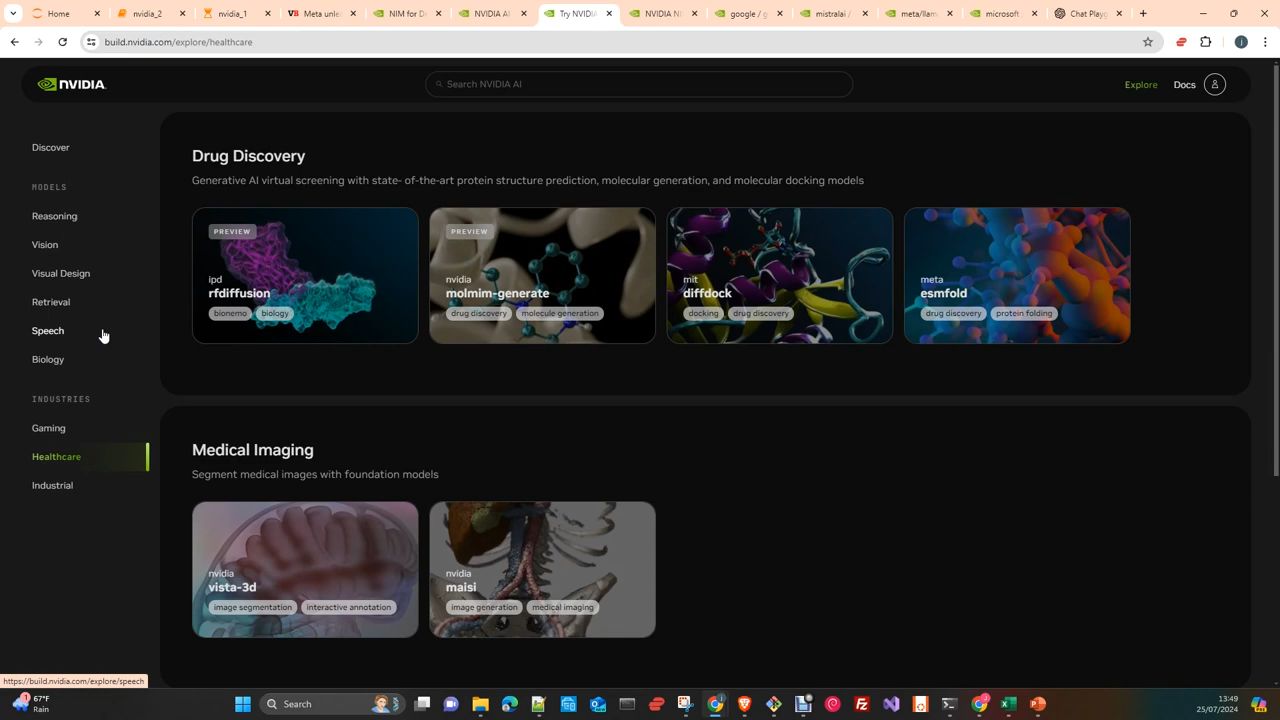 Home
nvidia_2
nvidia_1
Meta unle
NIM for De
NVIDIA AI
Try NVIDIA
NVIDIA NI
google / g
mistralai /
meta/llam
microsoft
Chat Playg
build.nvidia.com/explore/healthcare
NVIDIA.
Search NVIDIA AI
Explore
Docs
Discover
MODELS
Reasoning
Vision
Visual Design
Retrieval
Speech
Biology
INDUSTRIES
Gaming
Healthcare
Industrial
Drug Discovery
Generative AI virtual screening with state- of-the-art protein structure prediction, molecular generation, and molecular docking models
PREVIEW
ipd
rfdiffusion
bionemo
biology
PREVIEW
nvidia
molmim-generate
drug discovery
molecule generation
mit
diffdock
docking
drug discovery
meta
esmfold
drug discovery
protein folding
Medical Imaging
Segment medical images with foundation models
nvidia
vista-3d
image segmentation
interactive annotation
nvidia
maisi
image generation
medical imaging
https://build.nvidia.com/explore/speech
1
67°F
Rain
Search
13:49
25/07/2024